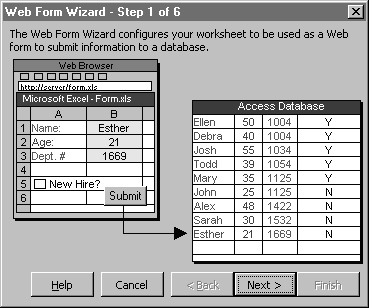 Web Form Wizard - Step 1 of 6
The Web Form Wizard configures your worksheet to be used as a Web
form to submit information to a database.
Web Browser
http://server/form.xls
Microsoft Excel - Form.xls
A B
1 Name: Esther
2 Age: 21
3 Dept. # 1669
4
5 New Hire?
6
Submit
Access Database
Ellen 50 1004 Y
Debra 40 1004 Y
Josh 55 1034 Y
Todd 39 1054 Y
Mary 35 1125 Y
John 25 1125 N
Alex 48 1422 N
Sarah 30 1532 N
Esther 21 1669 N
Help Cancel < Back Next > Finish